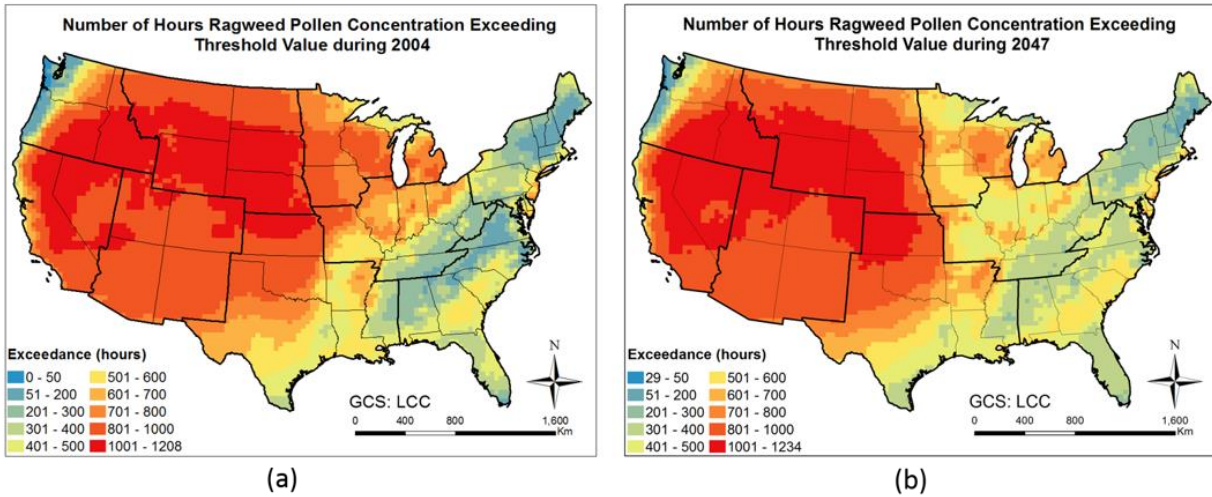 Number of Hours Ragweed Pollen Concentration Exceeding
Threshold Value during 2004
Exceedance (hours)
0 - 50 501 - 600
51 - 200 601 - 700
201 - 300 701 - 800
301 - 400 801 - 1000
401 - 500 1001 - 1208
N
GCS: LCC
0 400 800 1,600
Km
(a)
Number of Hours Ragweed Pollen Concentration Exceeding
Threshold Value during 2047
Exceedance (hours)
29 - 50 501 - 600
51 - 200 601 - 700
201 - 300 701 - 800
301 - 400 801 - 1000
401 - 500 1001 - 1234
N
GCS: LCC
0 400 800 1,600
Km
(b)